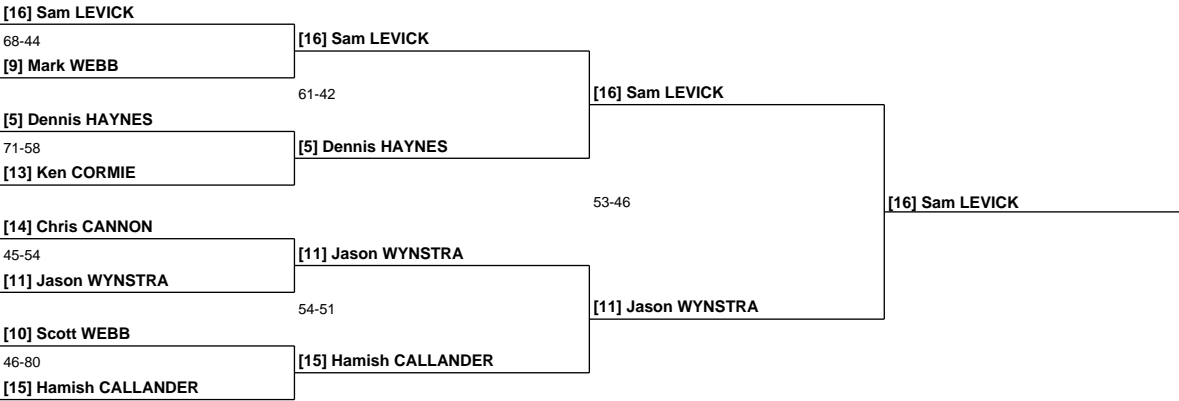 [16] Sam LEVICK
68-44
[9] Mark WEBB
[5] Dennis HAYNES
71-58
[13] Ken CORMIE
[14] Chris CANNON
45-54
[11] Jason WYNSTRA
[10] Scott WEBB
46-80
[15] Hamish CALLANDER
[16] Sam LEVICK
61-42
[5] Dennis HAYNES
[11] Jason WYNSTRA
54-51
[15] Hamish CALLANDER
[16] Sam LEVICK
53-46
[11] Jason WYNSTRA
[16] Sam LEVICK